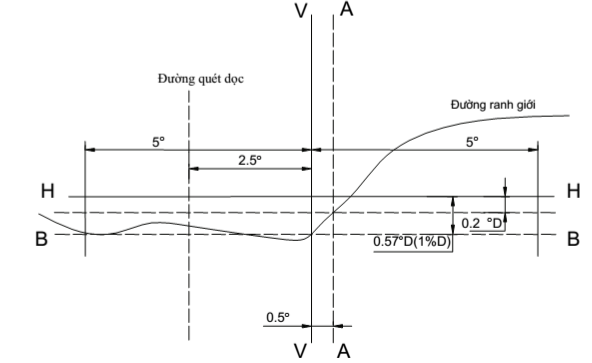 V A
Đường quét dọc
Đường ranh giới
5° 5°
2.5°
H H
0.2 °D
B 0.57°D(1%D) B
0.5°
V A